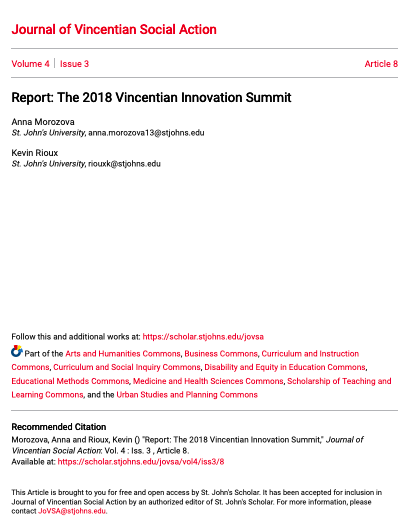 Journal of Vincentian Social Action
Volume 4 Issue 3 Article 8
Report: The 2018 Vincentian Innovation Summit
Anna Morozova
St. John's University, anna.morozova13@stjohns.edu
Kevin Rioux
St. John's University, riouxk@stjohns.edu
Follow this and additional works at: https://scholar.stjohns.edu/jovsa
Part of the Arts and Humanities Commons, Business Commons, Curriculum and Instruction
Commons, Curriculum and Social Inquiry Commons, Disability and Equity in Education Commons,
Educational Methods Commons, Medicine and Health Sciences Commons, Scholarship of Teaching and
Learning Commons, and the Urban Studies and Planning Commons
Recommended Citation
Morozova, Anna and Rioux, Kevin () "Report: The 2018 Vincentian Innovation Summit," Journal of
Vincentian Social Action: Vol. 4 : Iss. 3 , Article 8.
Available at: https://scholar.stjohns.edu/jovsa/vol4/iss3/8
This Article is brought to you for free and open access by St. John's Scholar. It has been accepted for inclusion in
Journal of Vincentian Social Action by an authorized editor of St. John's Scholar. For more information, please
contact JoVSA@stjohns.edu.